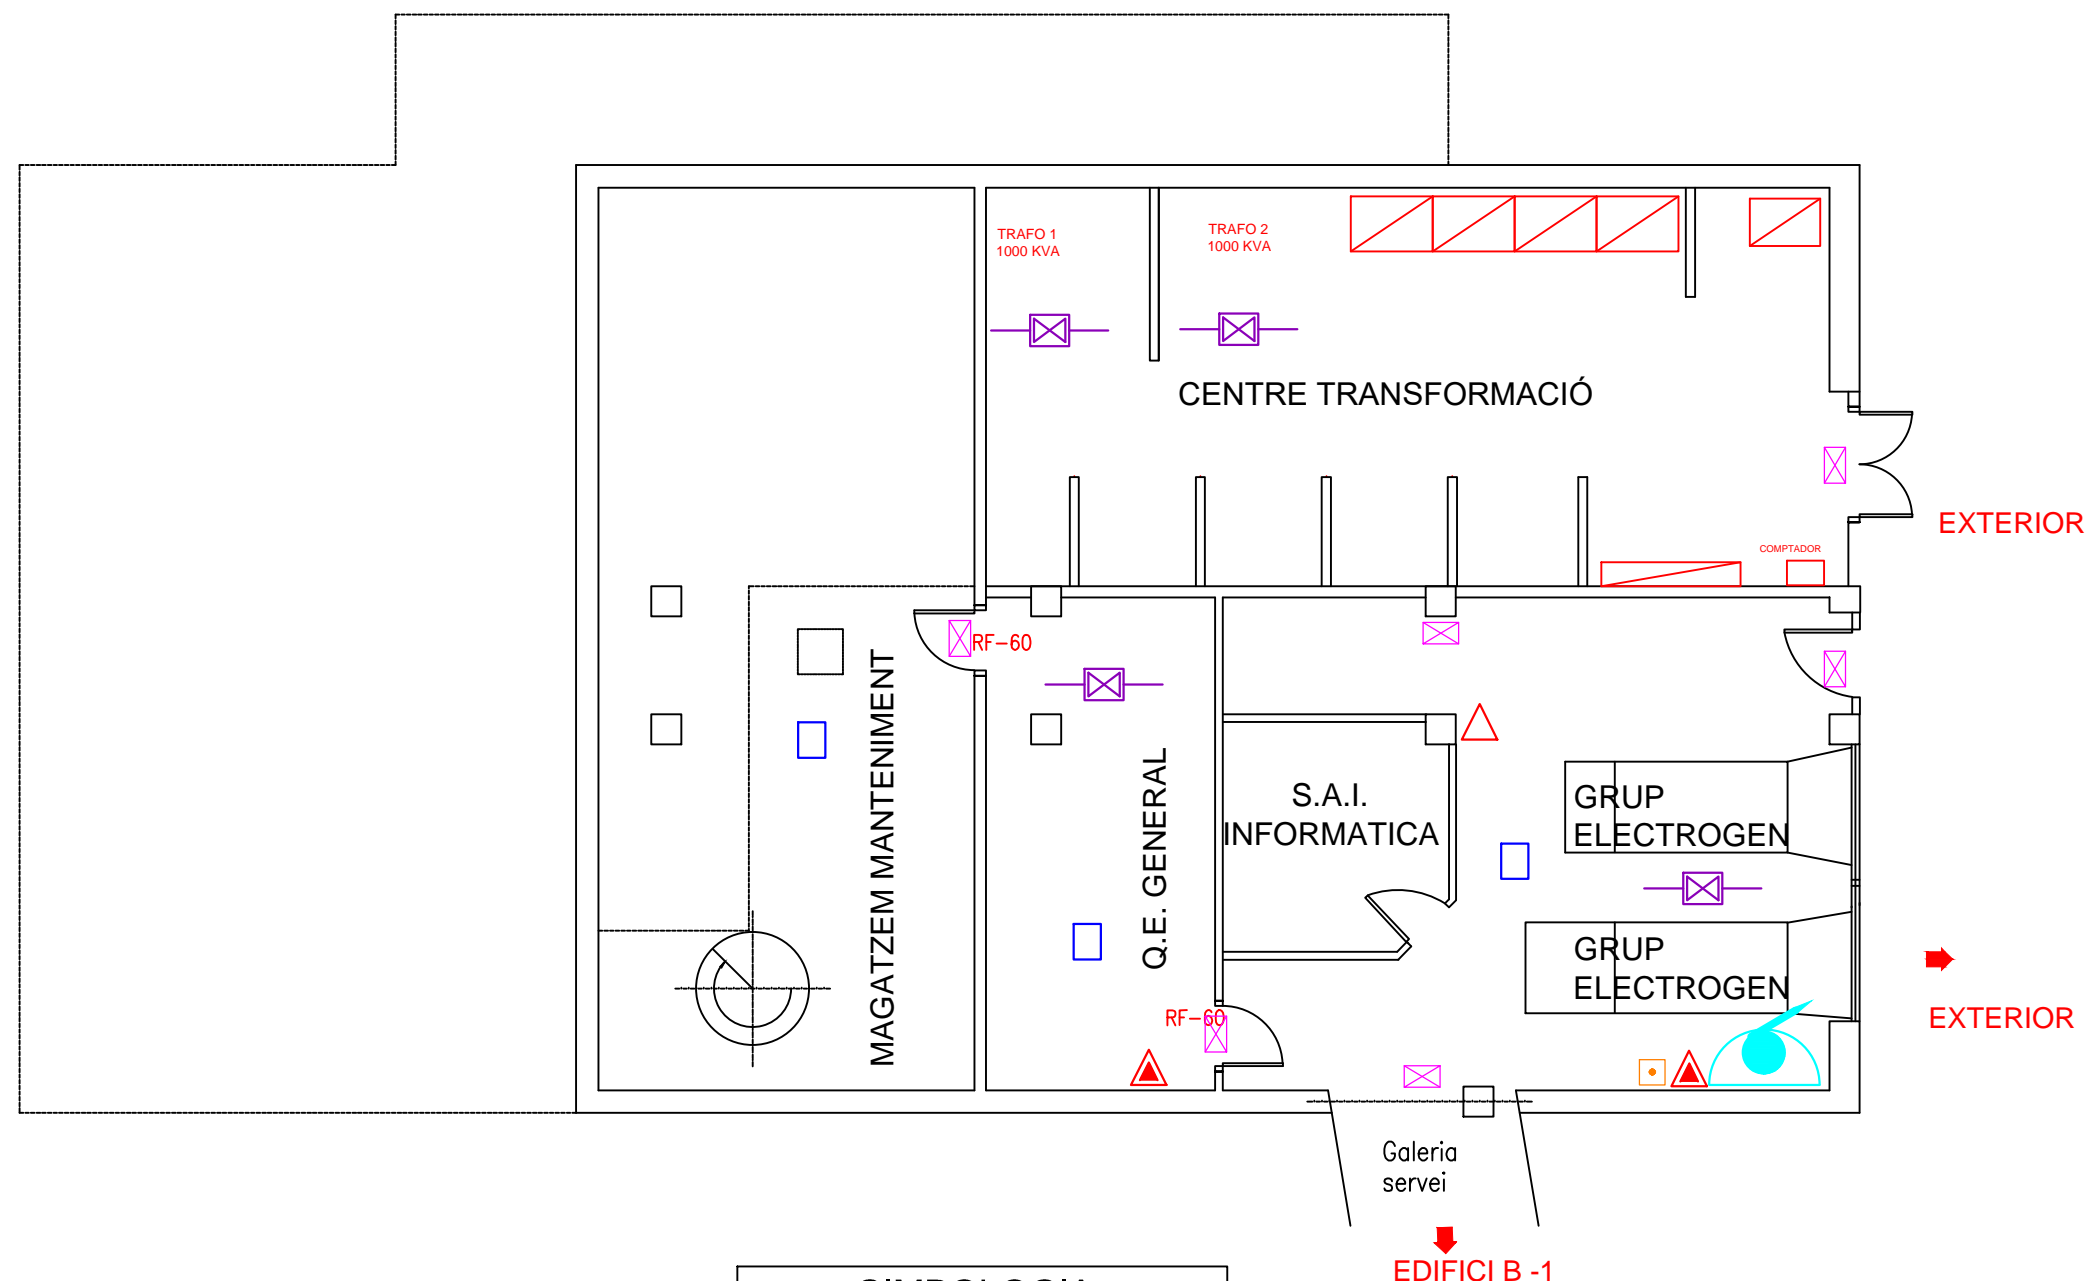 TRAFO 1
1000 KVA
TRAFO 2
1000 KVA
CENTRE TRANSFORMACIÓ
EXTERIOR
COMPTADOR
RF-60
MAGATZEM MANTENIMENT
Q.E. GENERAL
S.A.I.
INFORMATICA
GRUP
ELECTROGEN
GRUP
ELECTROGEN
RF-60
EXTERIOR
Galeria
servei
EDIFICI B -1